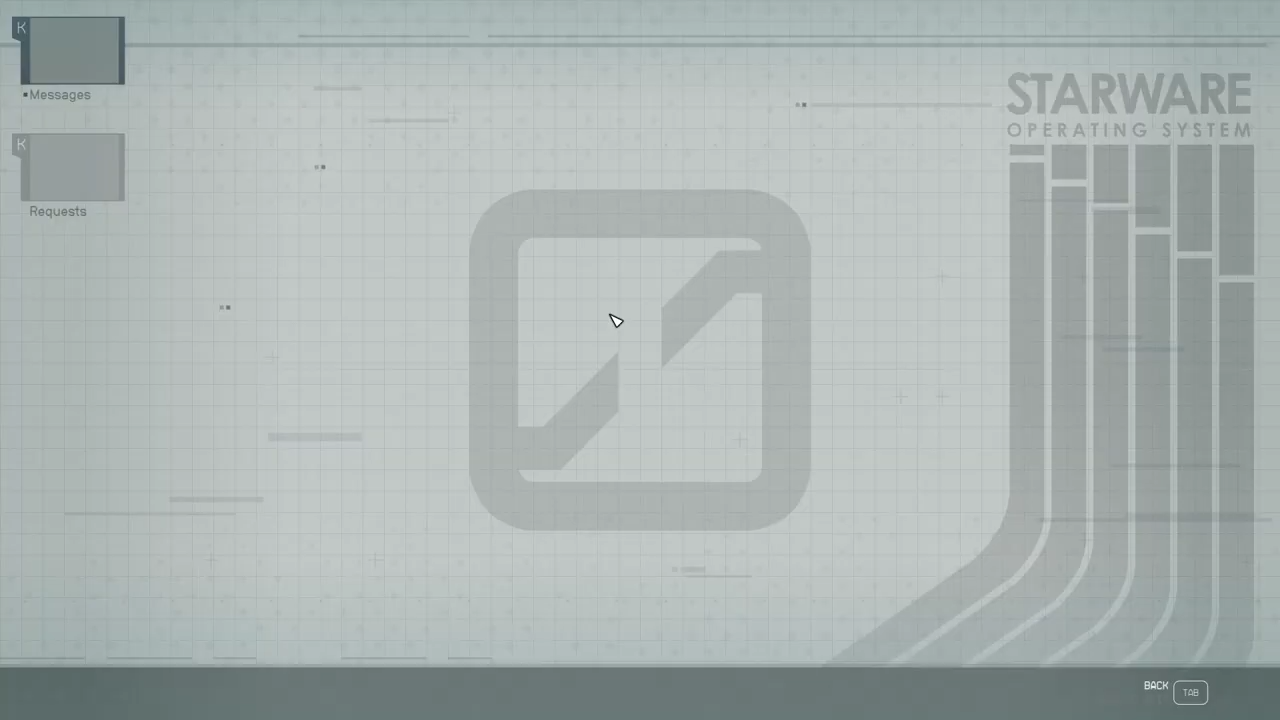 K
Messages
K
Requests
STARWARE
OPERATING SYSTEM
BACK
TAB